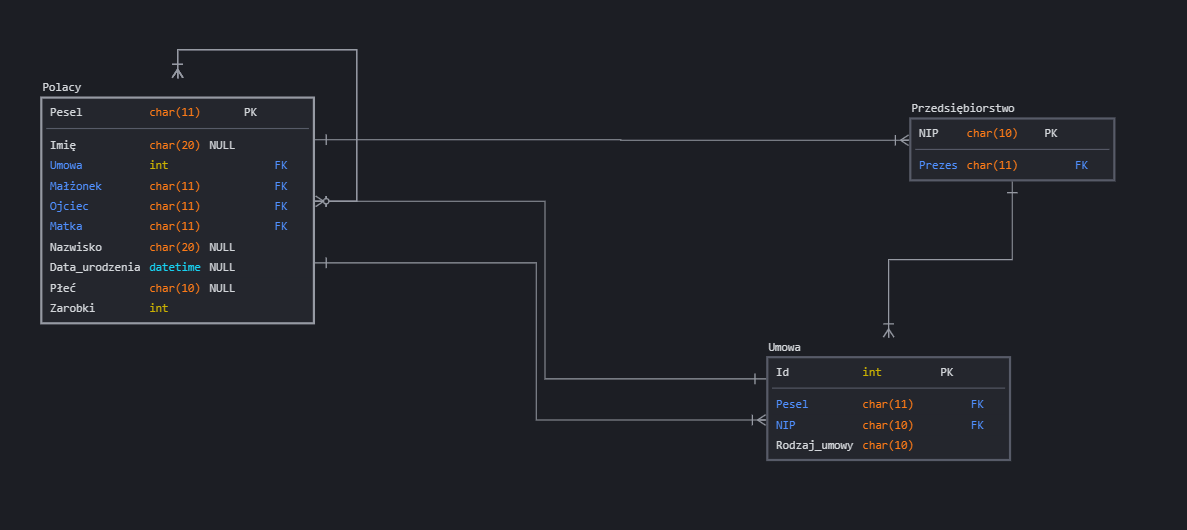 Polacy
Pesel char(11) PK
Imię char(20) NULL
Umowa int FK
Małżonek char(11) FK
Ojciec char(11) FK
Matka char(11) FK
Nazwisko char(20) NULL
Data_urodzenia datetime NULL
Płeć char(10) NULL
Zarobki int
Przedsiębiorstwo
NIP char(10) PK
Prezes char(11) FK
Umowa
Id int PK
Pesel char(11) FK
NIP char(10) FK
Rodzaj_umowy char(10)